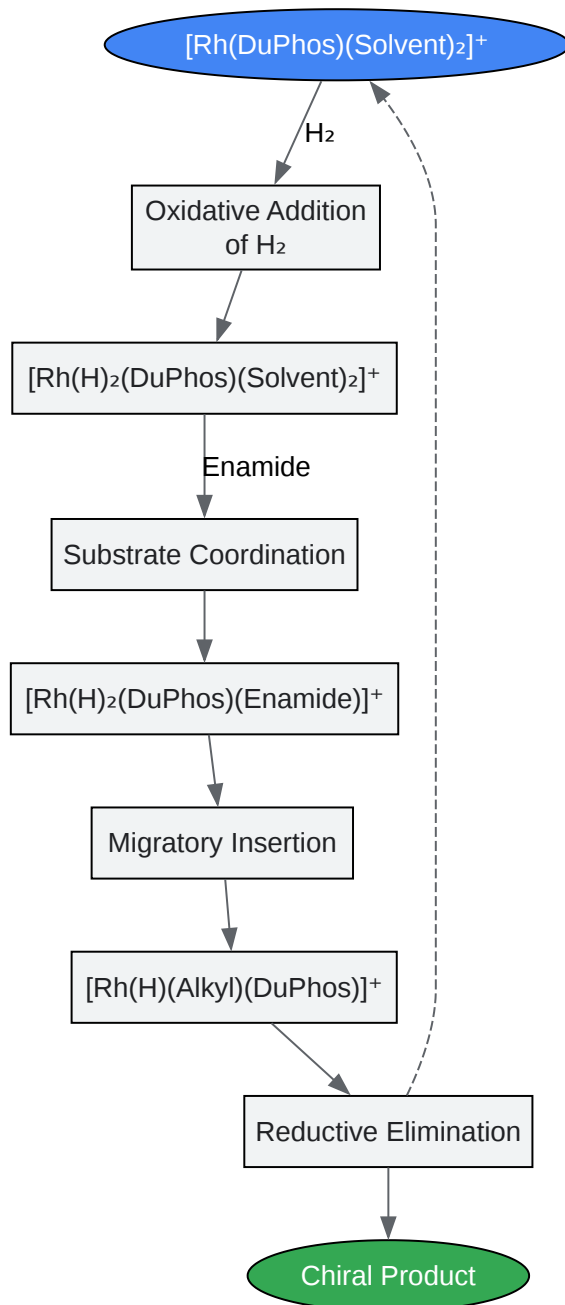 [Rh(DuPhos)(Solvent)₂]⁺
H₂
Oxidative Addition
of H₂
[Rh(H)₂(DuPhos)(Solvent)₂]⁺
Enamide
Substrate Coordination
[Rh(H)₂(DuPhos)(Enamide)]⁺
Migratory Insertion
[Rh(H)(Alkyl)(DuPhos)]⁺
Reductive Elimination
Chiral Product